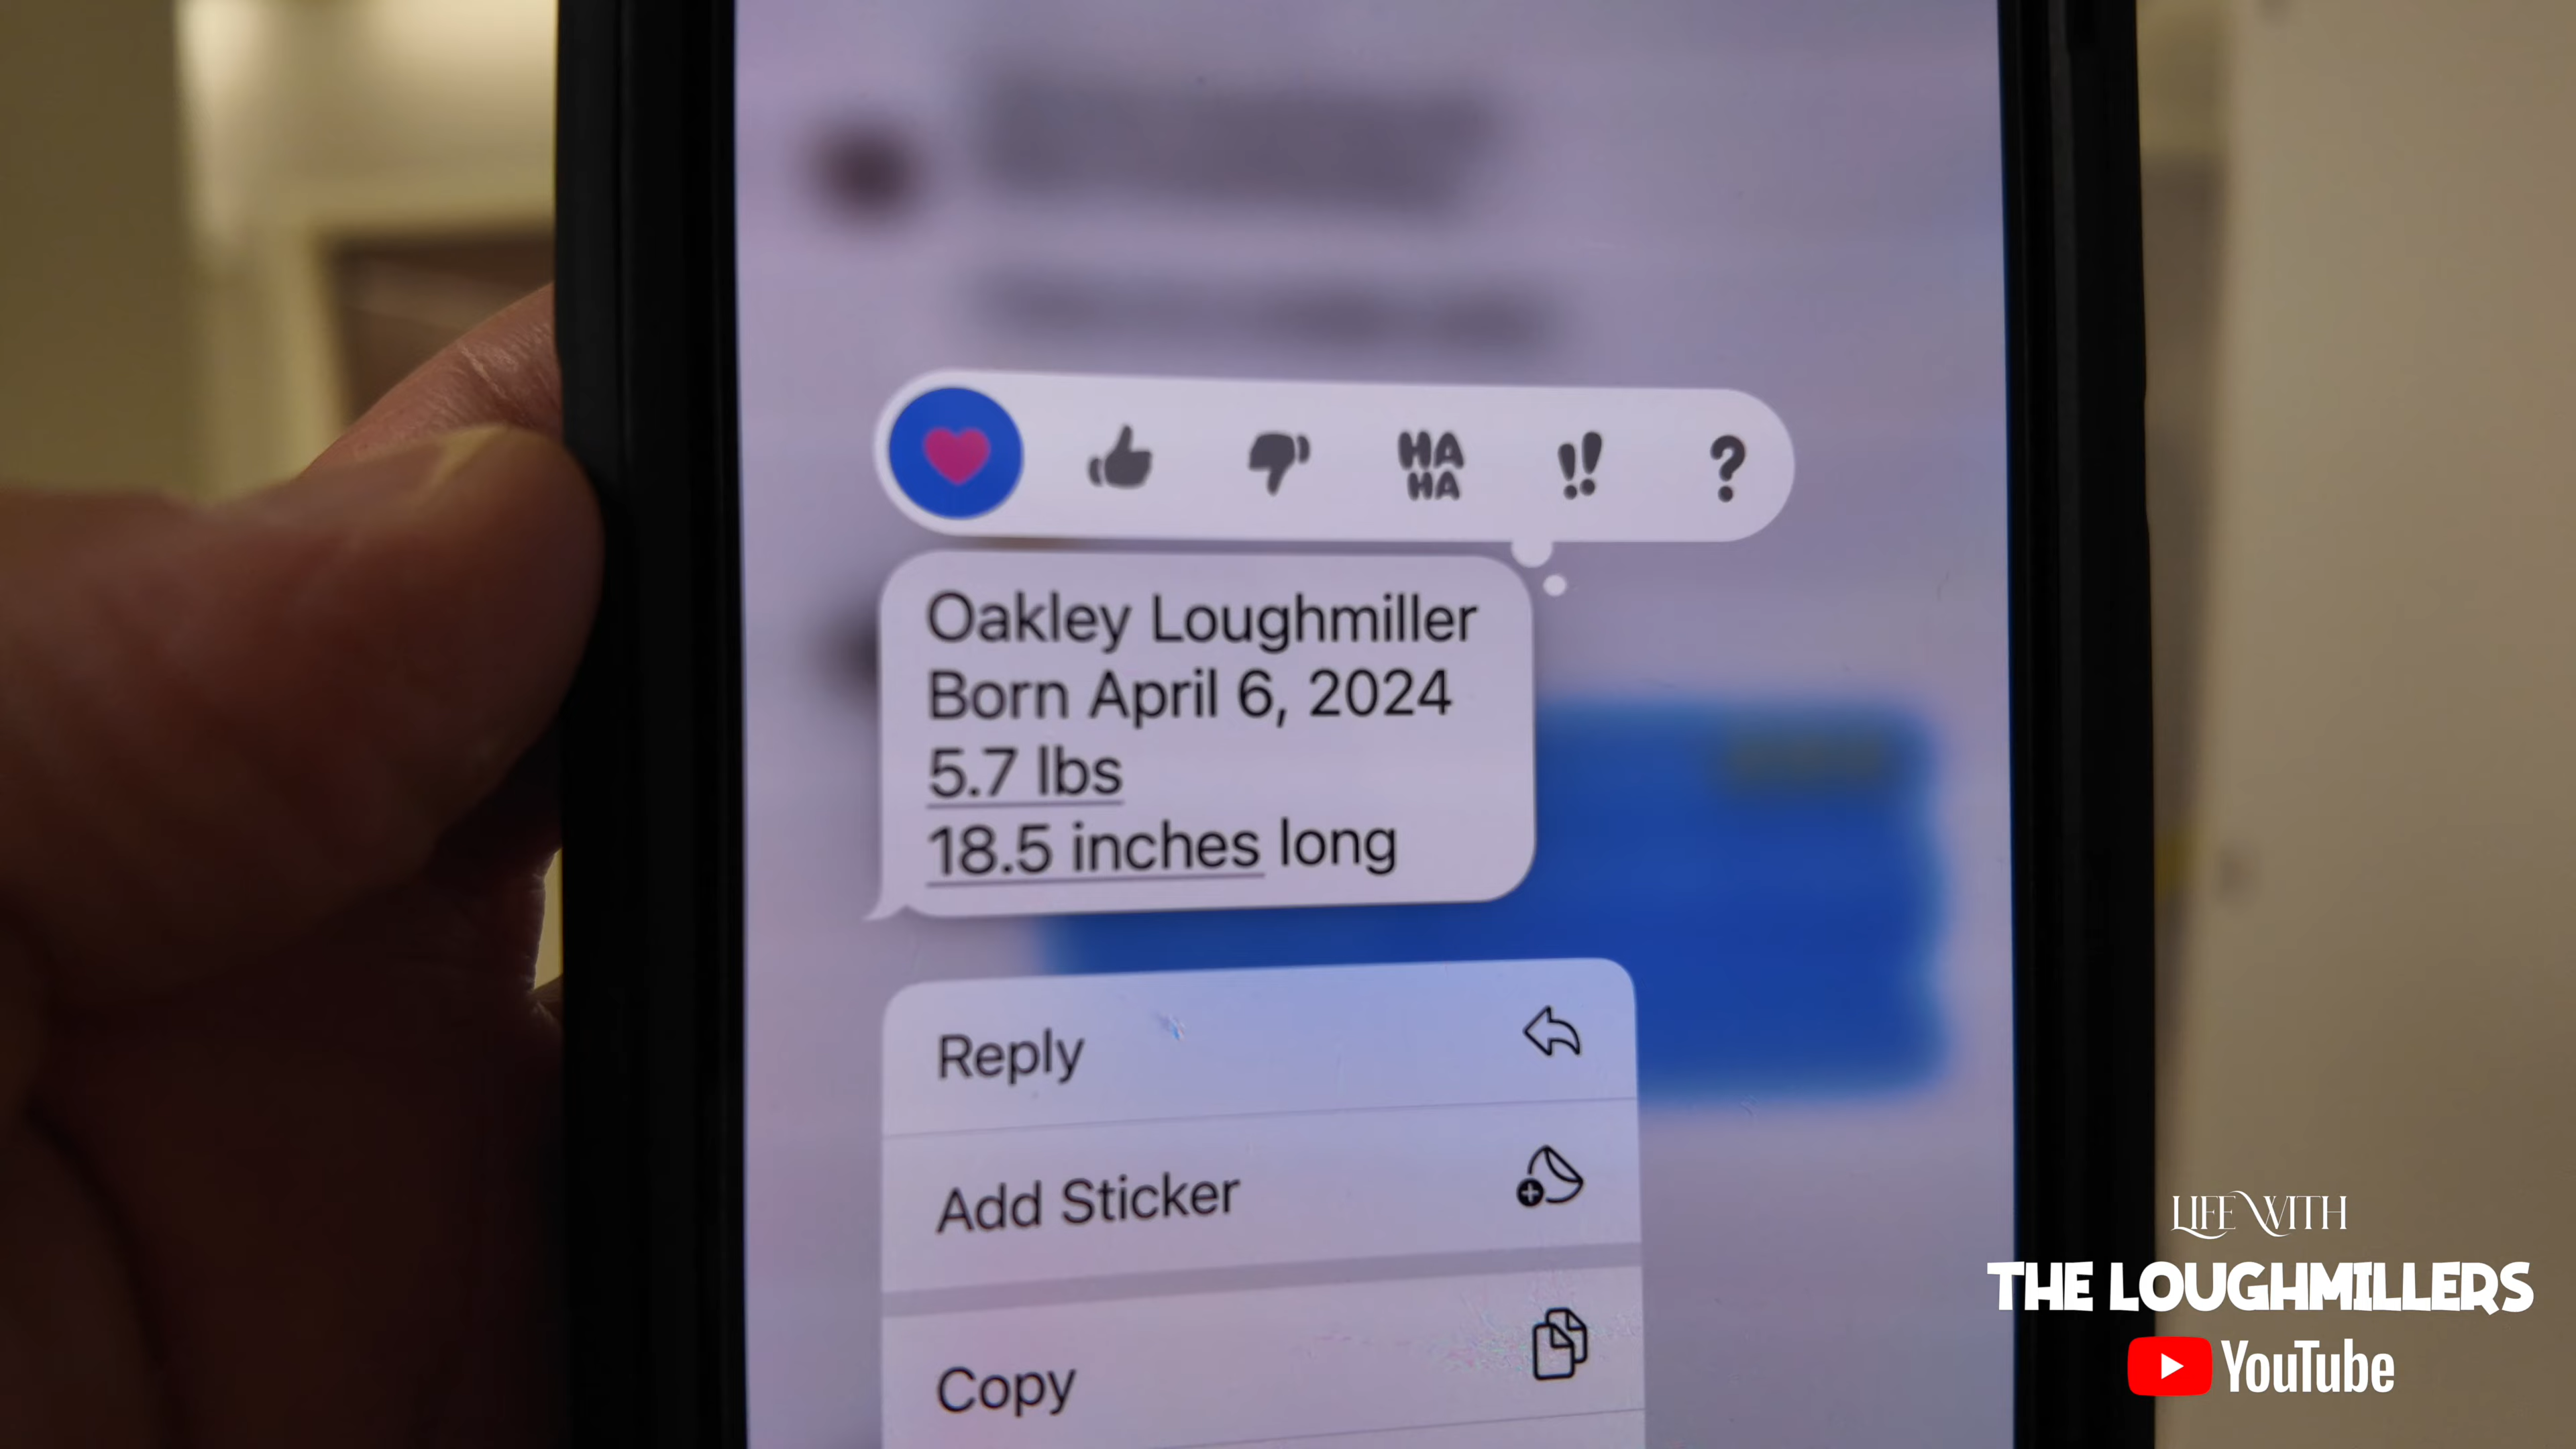 HA
HA
!!
?
Oakley Loughmiller
Born April 6, 2024
5.7 lbs
18.5 inches long
Reply
Add Sticker
Copy
LIFE WITH
THE LOUGHMILLERS
YouTube